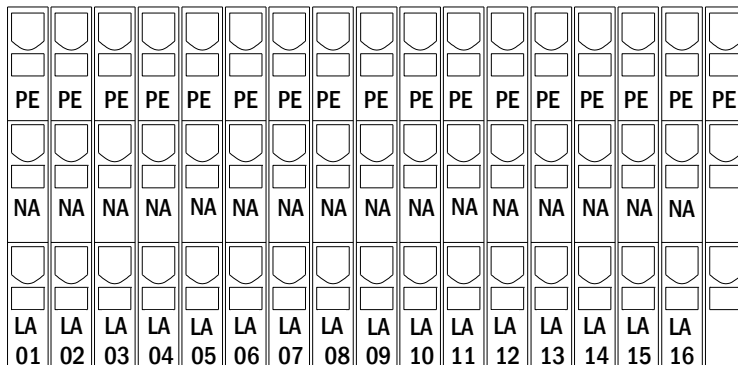 PE PE PE PE PE PE PE PE PE PE PE PE PE PE PE PE PE
NA NA NA NA NA NA NA NA NA NA NA NA NA NA NA NA
LA LA LA LA LA LA LA LA LA LA LA LA LA LA LA LA
01 02 03 04 05 06 07 08 09 10 11 12 13 14 15 16